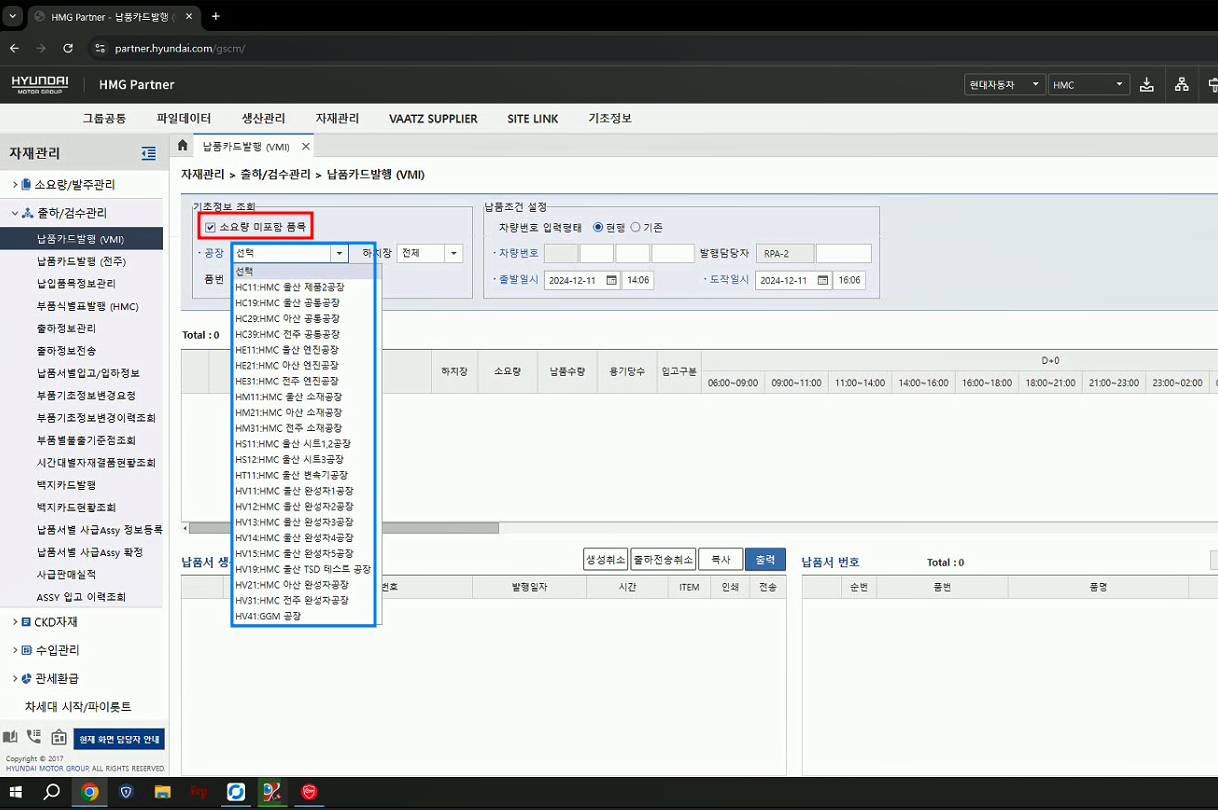 HMG Partner - 납품카드발행 (
partner.hyundai.com/gscm/
HYUNDAI
MOTOR GROUP
HMG Partner
현대자동차
HMC
그룹공통
파일데이터
생산관리
자재관리
VAATZ SUPPLIER
SITE LINK
기초정보
자재관리
소요량/발주관리
출하/검수관리
납품카드발행 (VMI)
납품카드발행 (전주)
납입품목정보관리
부품식별표발행 (HMC)
출하정보관리
출하정보전송
납품서별입고/입하정보
부품기초정보변경요청
부품기초정보변경이력조회
부품별불출기준점조회
시간대별자재결품현황조회
백지카드발행
백지카드현황조회
납품서별 사급Assy 정보등록
납품서별 사급Assy 확정
사급판매실적
ASSY 입고 이력조회
CKD자재
수입관리
관세환급
차세대 시작/파이롯트
현재 화면 담당자 안내
Copyright © 2017
HYUNDAI MOTOR GROUP. ALL RIGHTS RESERVED.
납품카드발행 (VMI)
자재관리 > 출하/검수관리 > 납품카드발행 (VMI)
기초정보 조회
소요량 미포함 품목
공장
선택
하치장
전체
품번
선택
HC11:HMC 울산 제품2공장
HC19:HMC 울산 공통공장
HC29:HMC 아산 공통공장
HC39:HMC 전주 공통공장
HE11:HMC 울산 엔진공장
HE21:HMC 아산 엔진공장
HE31:HMC 전주 엔진공장
HM11:HMC 울산 소재공장
HM21:HMC 아산 소재공장
HM31:HMC 전주 소재공장
HS11:HMC 울산 시트1,2공장
HS12:HMC 울산 시트3공장
HT11:HMC 울산 변속기공장
HV11:HMC 울산 완성차1공장
HV12:HMC 울산 완성차2공장
HV13:HMC 울산 완성차3공장
HV14:HMC 울산 완성차4공장
HV15:HMC 울산 완성차5공장
HV19:HMC 울산 TSD 테스트 공장
HV21:HMC 아산 완성차공장
HV31:HMC 전주 완성차공장
HV41:GGM 공장
납품조건 설정
차량번호 입력형태
현행
기존
차량번호
발행담당자
RPA-2
출발일시
2024-12-11
14:06
도착일시
2024-12-11
16:06
Total : 0
하치장
소요량
납품수량
용기당수
입고구분
D+0
06:00~09:00
09:00~11:00
11:00~14:00
14:00~16:00
16:00~18:00
18:00~21:00
21:00~23:00
23:00~02:00
납품서 생
생성취소
출하전송취소
복사
출력
번호
발행일자
시간
ITEM
인쇄
전송
납품서 번호
Total : 0
순번
품번
품명